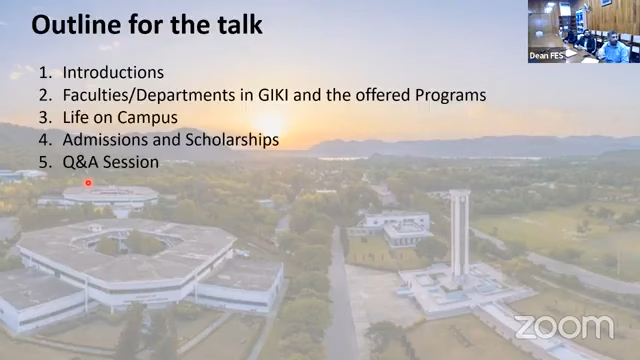 Outline for the talk
1. Introductions
2. Faculties/Departments in GIKI and the offered Programs
3. Life on Campus
4. Admissions and Scholarships
5. Q&A Session
Dean FES
zoom